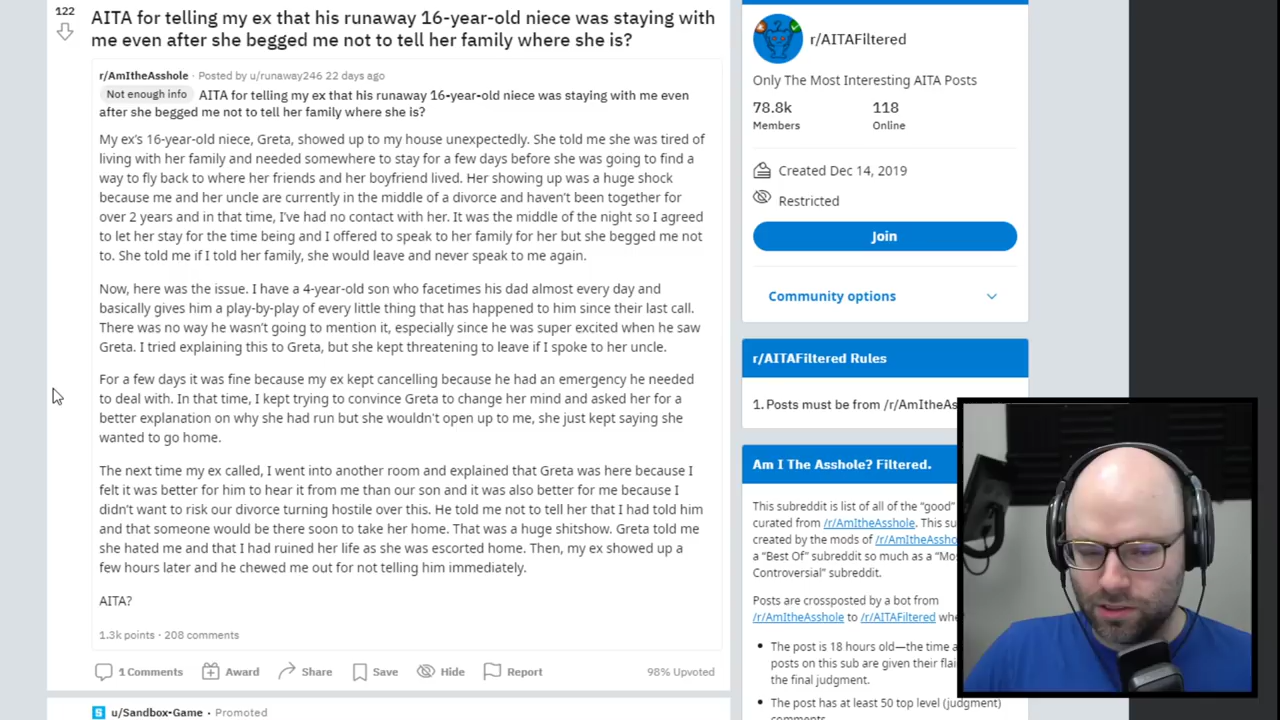 122
AITA for telling my ex that his runaway 16-year-old niece was staying with
me even after she begged me not to tell her family where she is?
r/AmItheAsshole · Posted by u/runaway246 22 days ago
Not enough info AITA for telling my ex that his runaway 16-year-old niece was staying with me even
after she begged me not to tell her family where she is?
My ex's 16-year-old niece, Greta, showed up to my house unexpectedly. She told me she was tired of
living with her family and needed somewhere to stay for a few days before she was going to find a
way to fly back to where her friends and her boyfriend lived. Her showing up was a huge shock
because me and her uncle are currently in the middle of a divorce and haven't been together for
over 2 years and in that time, I've had no contact with her. It was the middle of the night so I agreed
to let her stay for the time being and I offered to speak to her family for her but she begged me not
to. She told me if I told her family, she would leave and never speak to me again.
Now, here was the issue. I have a 4-year-old son who facetimes his dad almost every day and
basically gives him a play-by-play of every little thing that has happened to him since their last call.
There was no way he wasn't going to mention it, especially since he was super excited when he saw
Greta. I tried explaining this to Greta, but she kept threatening to leave if I spoke to her uncle.
For a few days it was fine because my ex kept cancelling because he had an emergency he needed
to deal with. In that time, I kept trying to convince Greta to change her mind and asked her for a
better explanation on why she had run but she wouldn't open up to me, she just kept saying she
wanted to go home.
The next time my ex called, I went into another room and explained that Greta was here because I
felt it was better for him to hear it from me than our son and it was also better for me because I
didn't want to risk our divorce turning hostile over this. He told me not to tell her that I had told him
and that someone would be there soon to take her home. That was a huge shitshow. Greta told me
she hated me and that I had ruined her life as she was escorted home. Then, my ex showed up a
few hours later and he chewed me out for not telling him immediately.
AITA?
1.3k points · 208 comments
1 Comments Award Share Save Hide Report 98% Upvoted
u/Sandbox-Game · Promoted
r/AITAFiltered
Only The Most Interesting AITA Posts
78.8k 118
Members Online
Created Dec 14, 2019
Restricted
Join
Community options
r/AITAFiltered Rules
1. Posts must be from /r/AmItheAs
Am I The Asshole? Filtered.
This subreddit is list of all of the "good"
curated from /r/AmItheAsshole. This su
created by the mods of /r/AmItheAssho
a "Best Of" subreddit so much as a "Mos
Controversial" subreddit.
Posts are crossposted by a bot from
/r/AmItheAsshole to /r/AITAFiltered whe
The post is 18 hours old—the time a
posts on this sub are given their flai
the final judgment.
The post has at least 50 top level (judgment)
comments